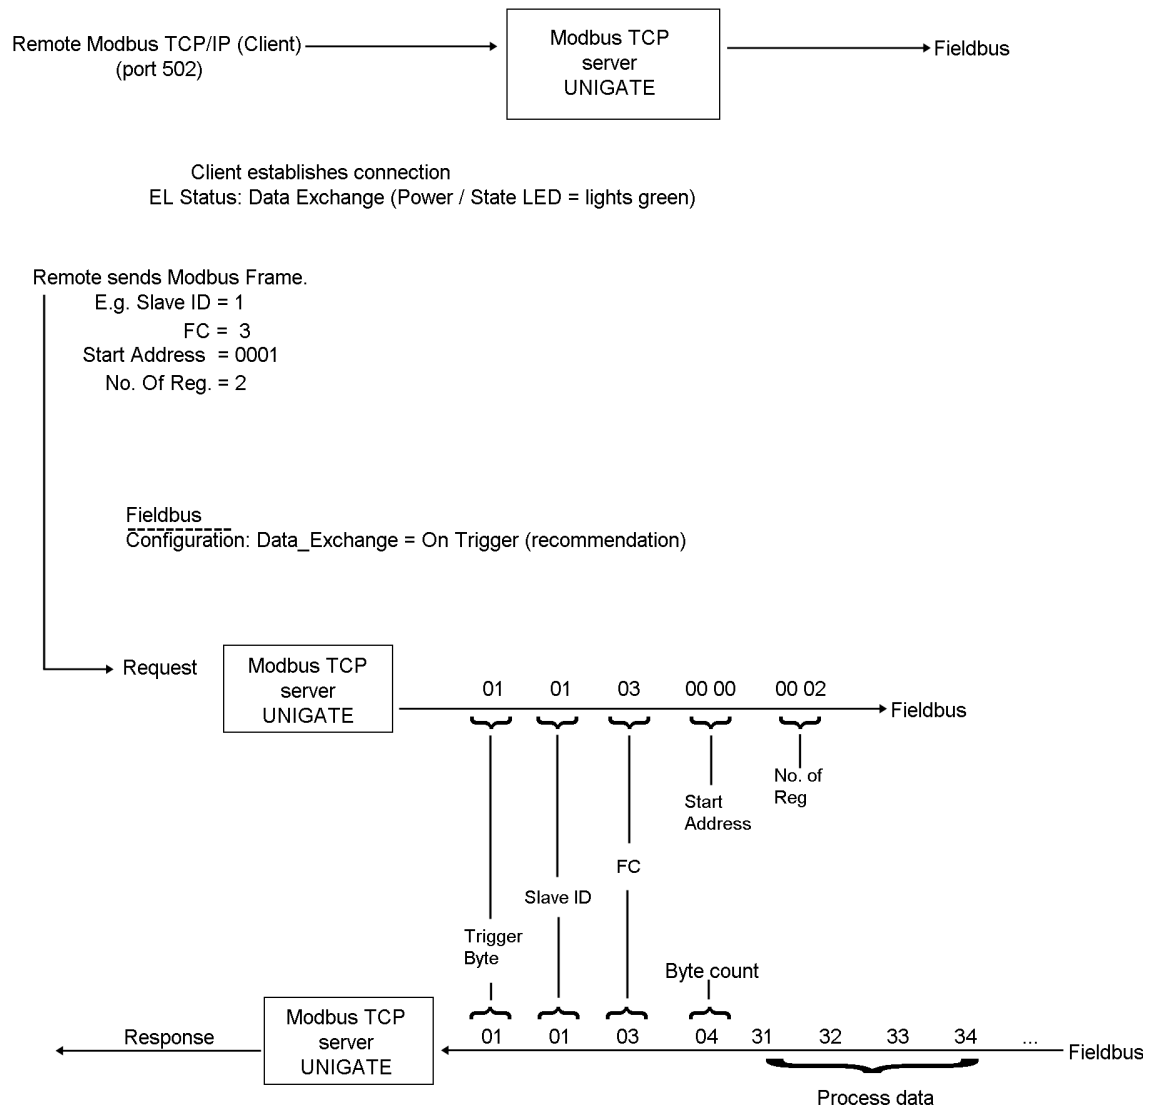 Remote Modbus TCP/IP (Client)
(port 502)
Modbus TCP
server
UNIGATE
Fieldbus
Client establishes connection
EL Status: Data Exchange (Power / State LED = lights green)
Remote sends Modbus Frame.
E.g. Slave ID = 1
FC = 3
Start Address = 0001
No. Of Reg. = 2
Fieldbus
Configuration: Data_Exchange = On Trigger (recommendation)
Request
Modbus TCP
server
UNIGATE
01 01 03 00 00 00 02
Fieldbus
No. of
Reg
Start
Address
FC
Slave ID
Trigger
Byte
Byte count
Response
Modbus TCP
server
UNIGATE
01 01 03 04 31 32 33 34 ...
Fieldbus
Process data